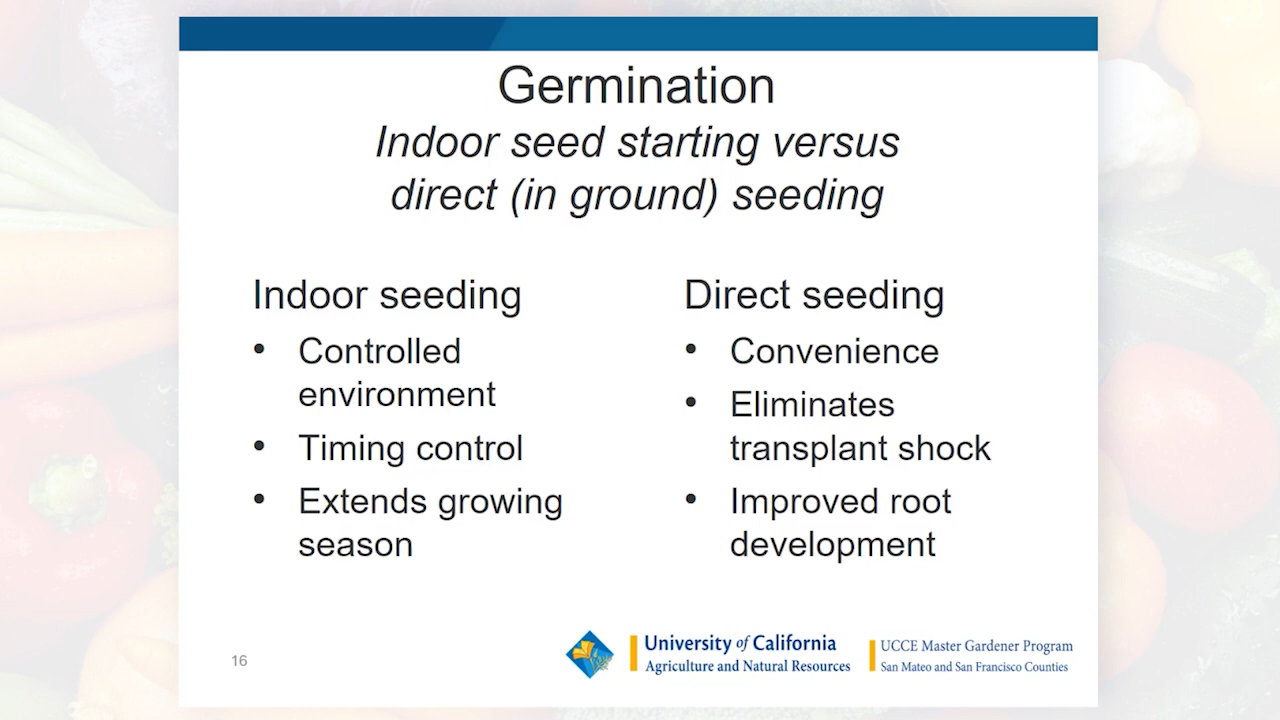 Germination
Indoor seed starting versus
direct (in ground) seeding
Indoor seeding
• Controlled
environment
• Timing control
• Extends growing
season
Direct seeding
• Convenience
• Eliminates
transplant shock
• Improved root
development
16
University of California
Agriculture and Natural Resources
UCCE Master Gardener Program
San Mateo and San Francisco Counties